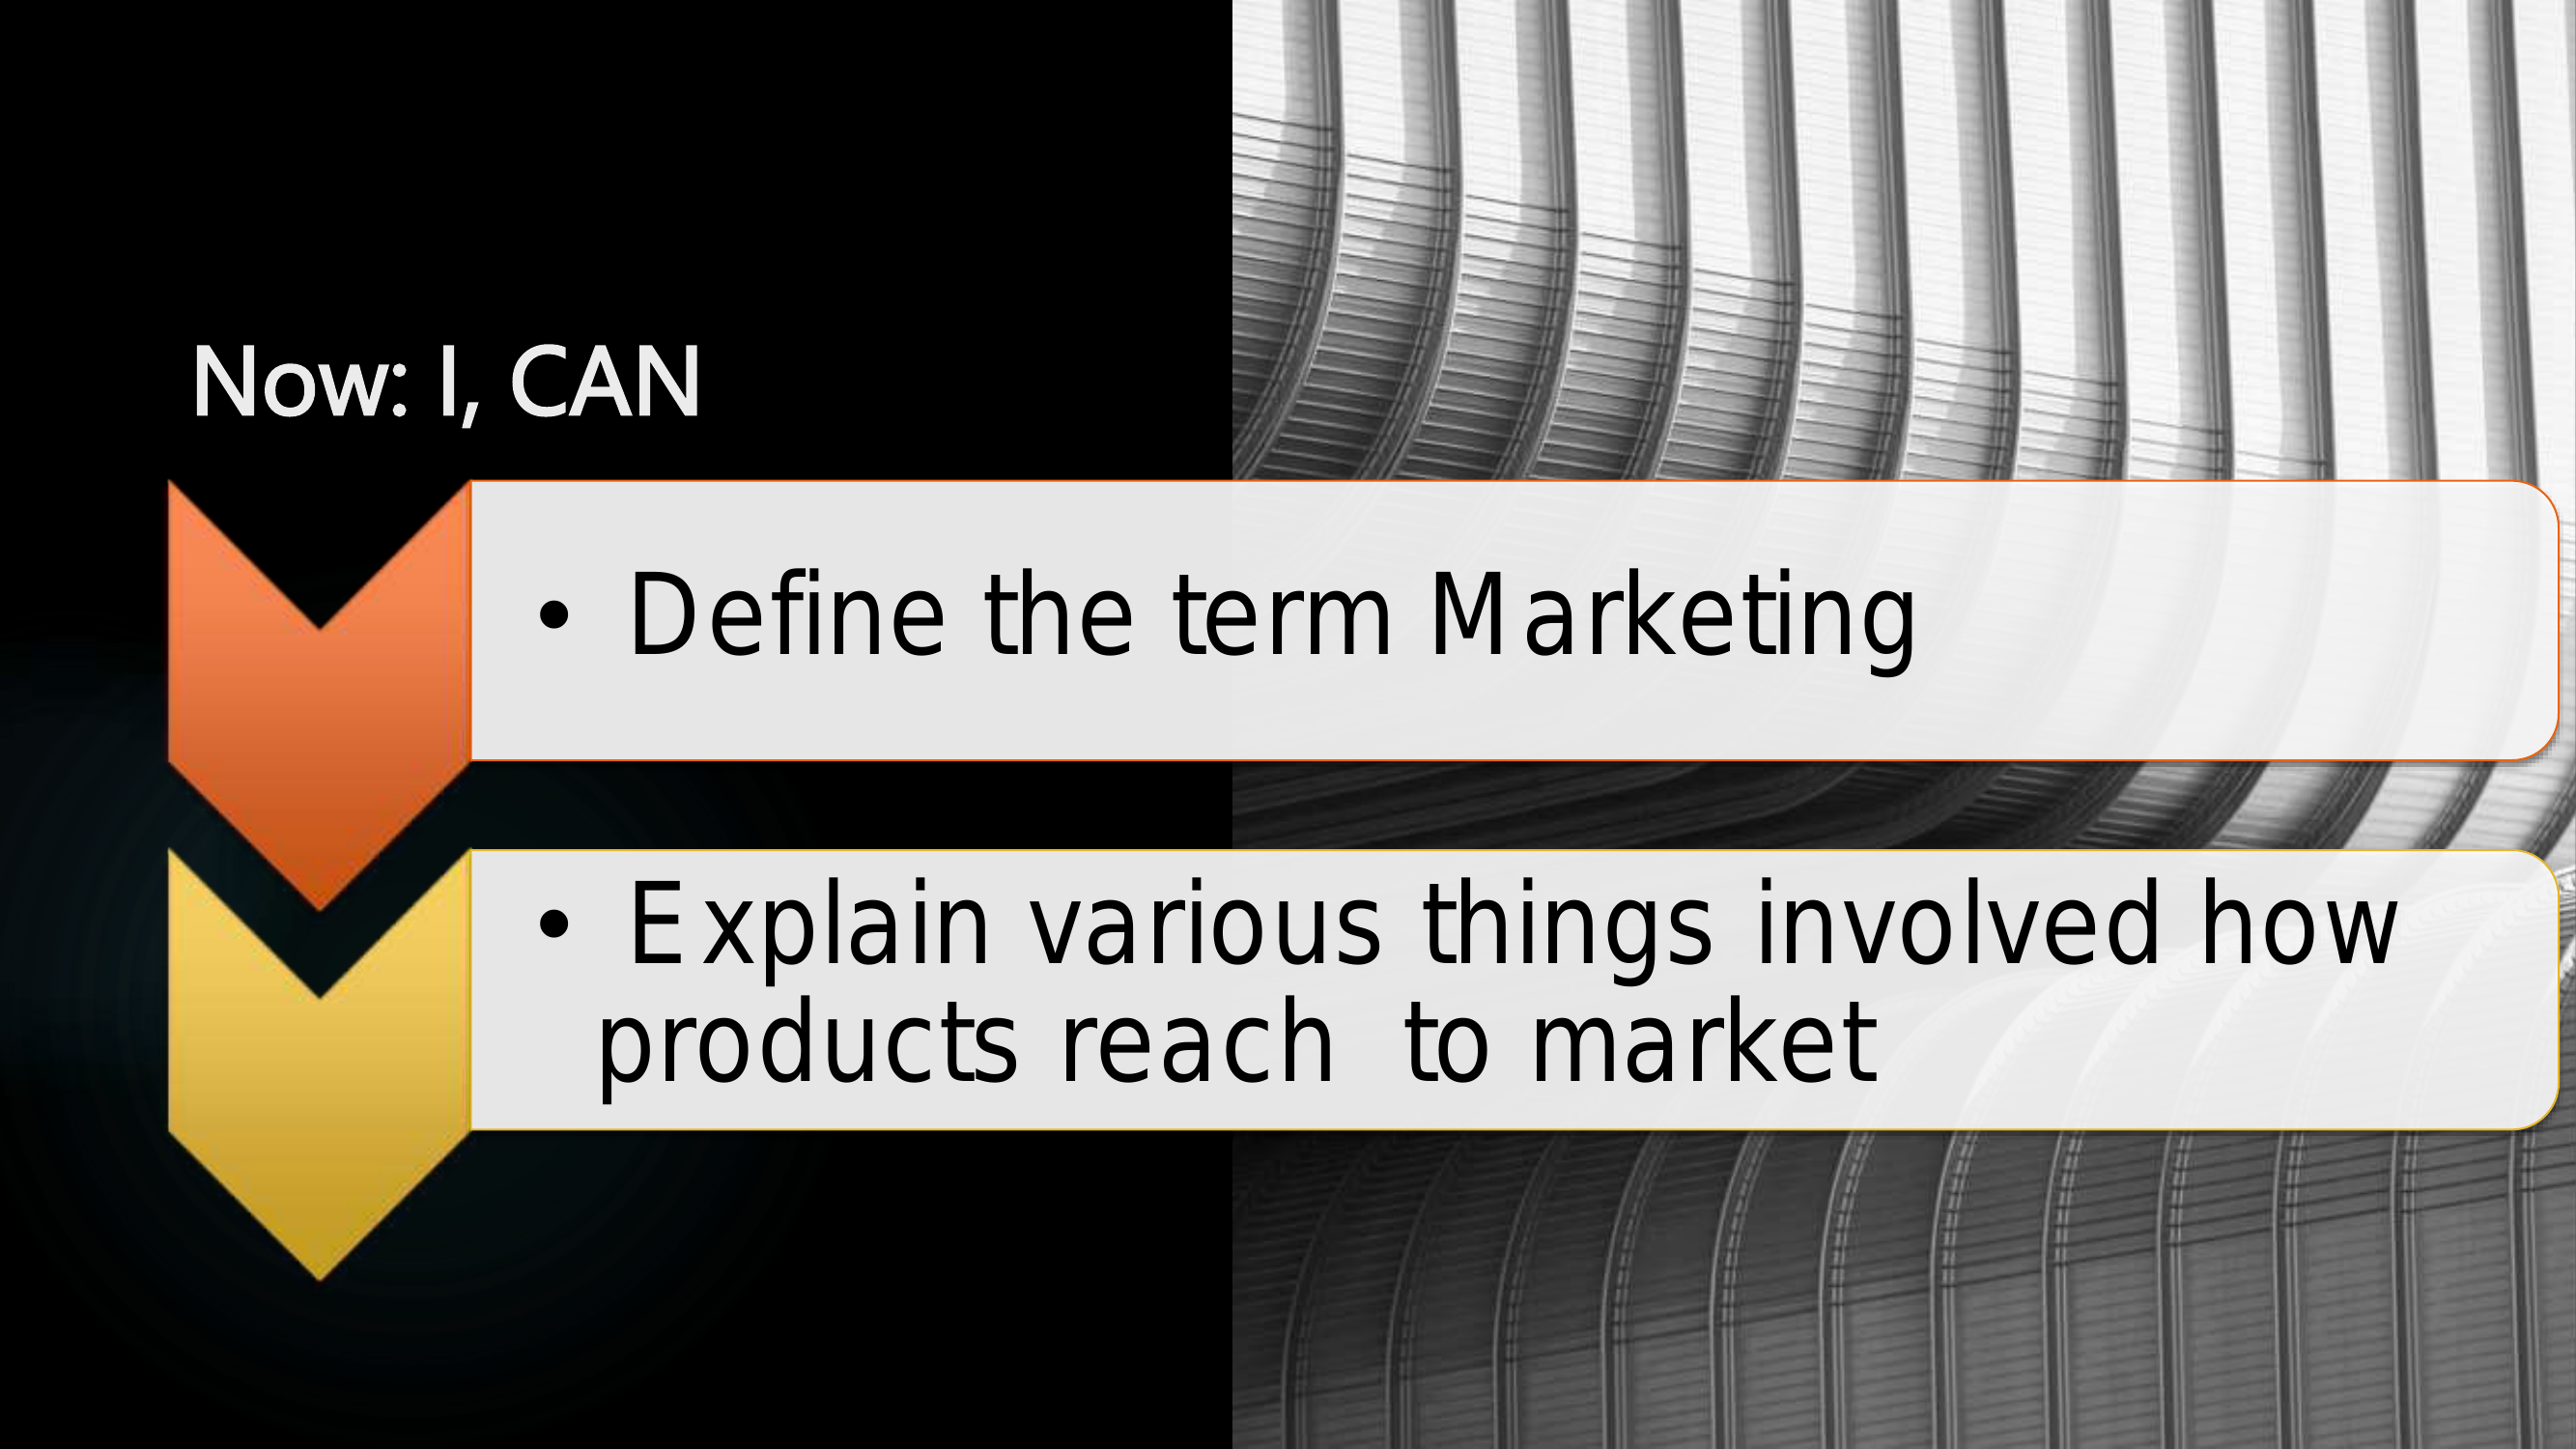 Now: I, CAN
• Define the term Marketing
• Explain various things involved how
products reach  to market